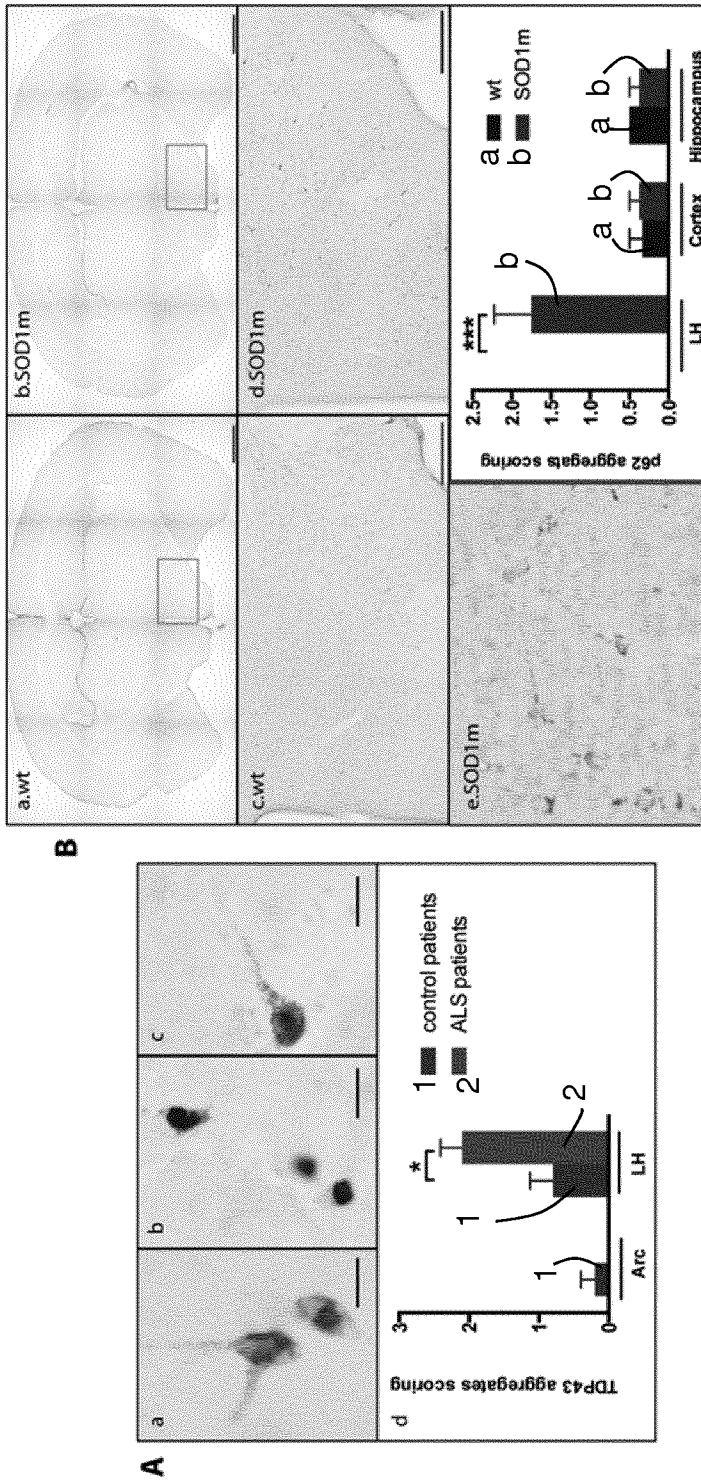 A
a
b
c
d
TDP43 aggregates scoring
3
2
1
0
*
1
1
2
Arc
LH
1 control patients
2 ALS patients
B
a.wt
b.SOD1m
c.wt
d.SOD1m
e.SOD1m
p62 aggregats scoring
2.5
2.0
1.5
1.0
0.5
0.0
***
b
a
b
a
b
LH
Cortex
Hippocampus
a wt
b SOD1m